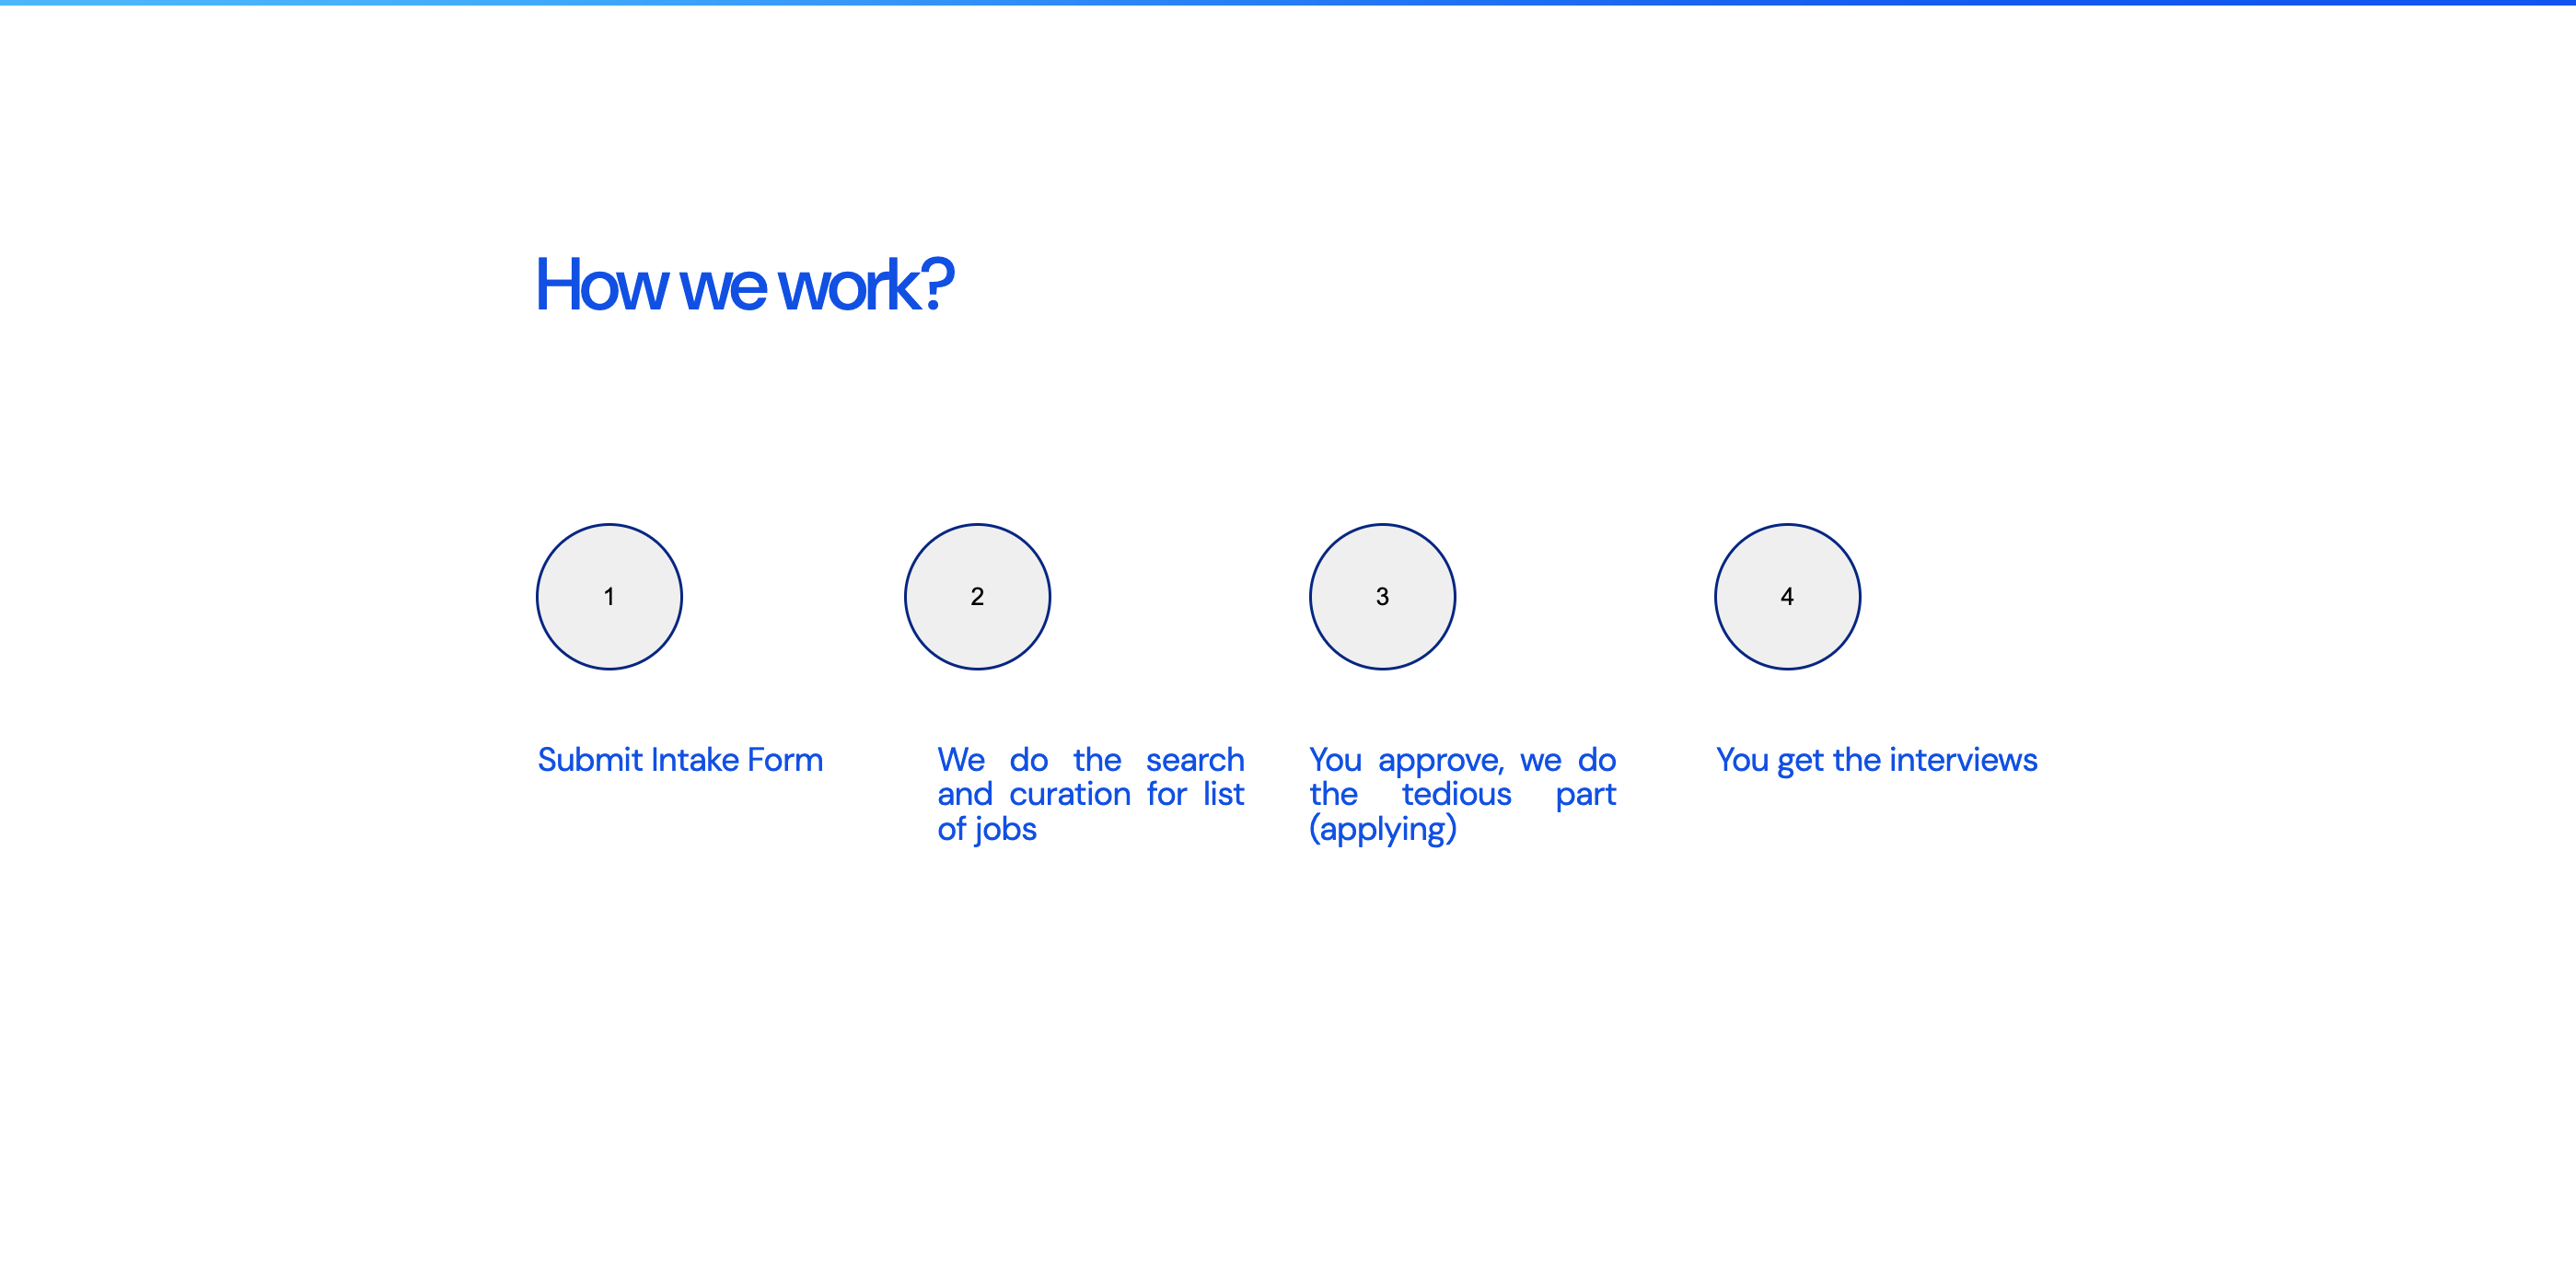 How we work?
1
2
3
4
Submit Intake Form
We do the search
and curation for list
of jobs
You approve, we do
the tedious part
(applying)
You get the interviews